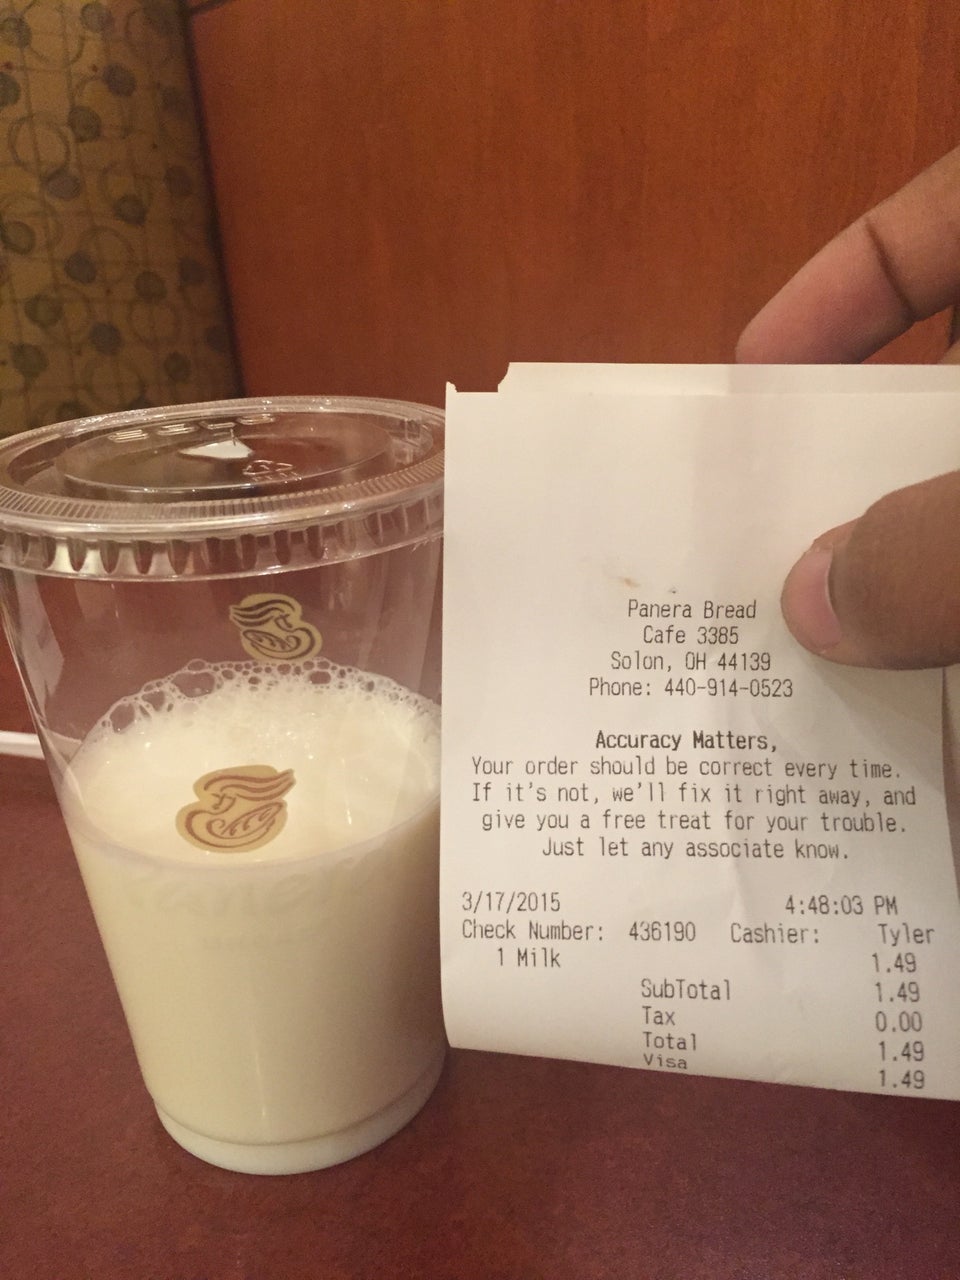 SOLO
Panera Bread
Cafe 3385
Solon, OH 44139
Phone: 440-914-0523
Accuracy Matters,
Your order should be correct every time.
If it's not, we'll fix it right away, and
give you a free treat for your trouble.
Just let any associate know.
3/17/2015 4:48:03 PM
Check Number: 436190 Cashier: Tyler
1 Milk 1.49
SubTotal 1.49
Tax 0.00
Total 1.49
Visa 1.49